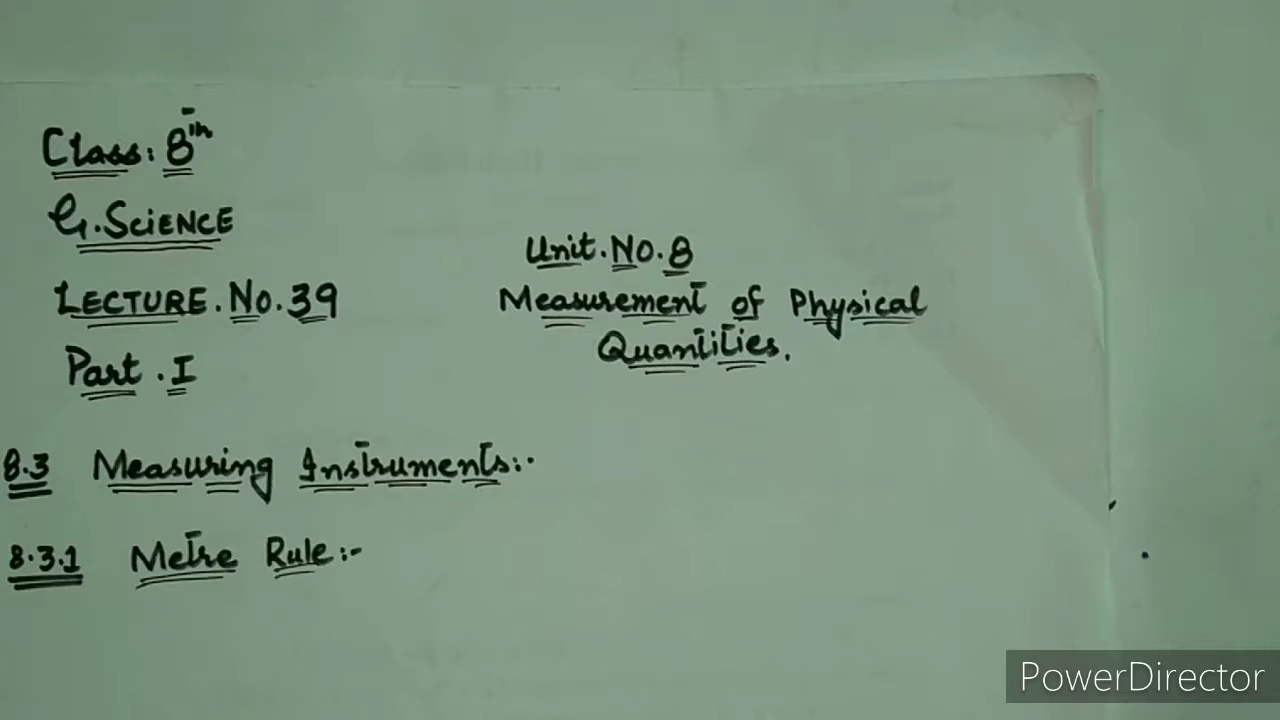 Class: 8th
G.SCIENCE
LECTURE.No.39
Part.I
Unit.No.8
Measurement of Physical
Quantities.
8.3 Measuring Instruments:-
8.3.1 Metre Rule:-
PowerDirector